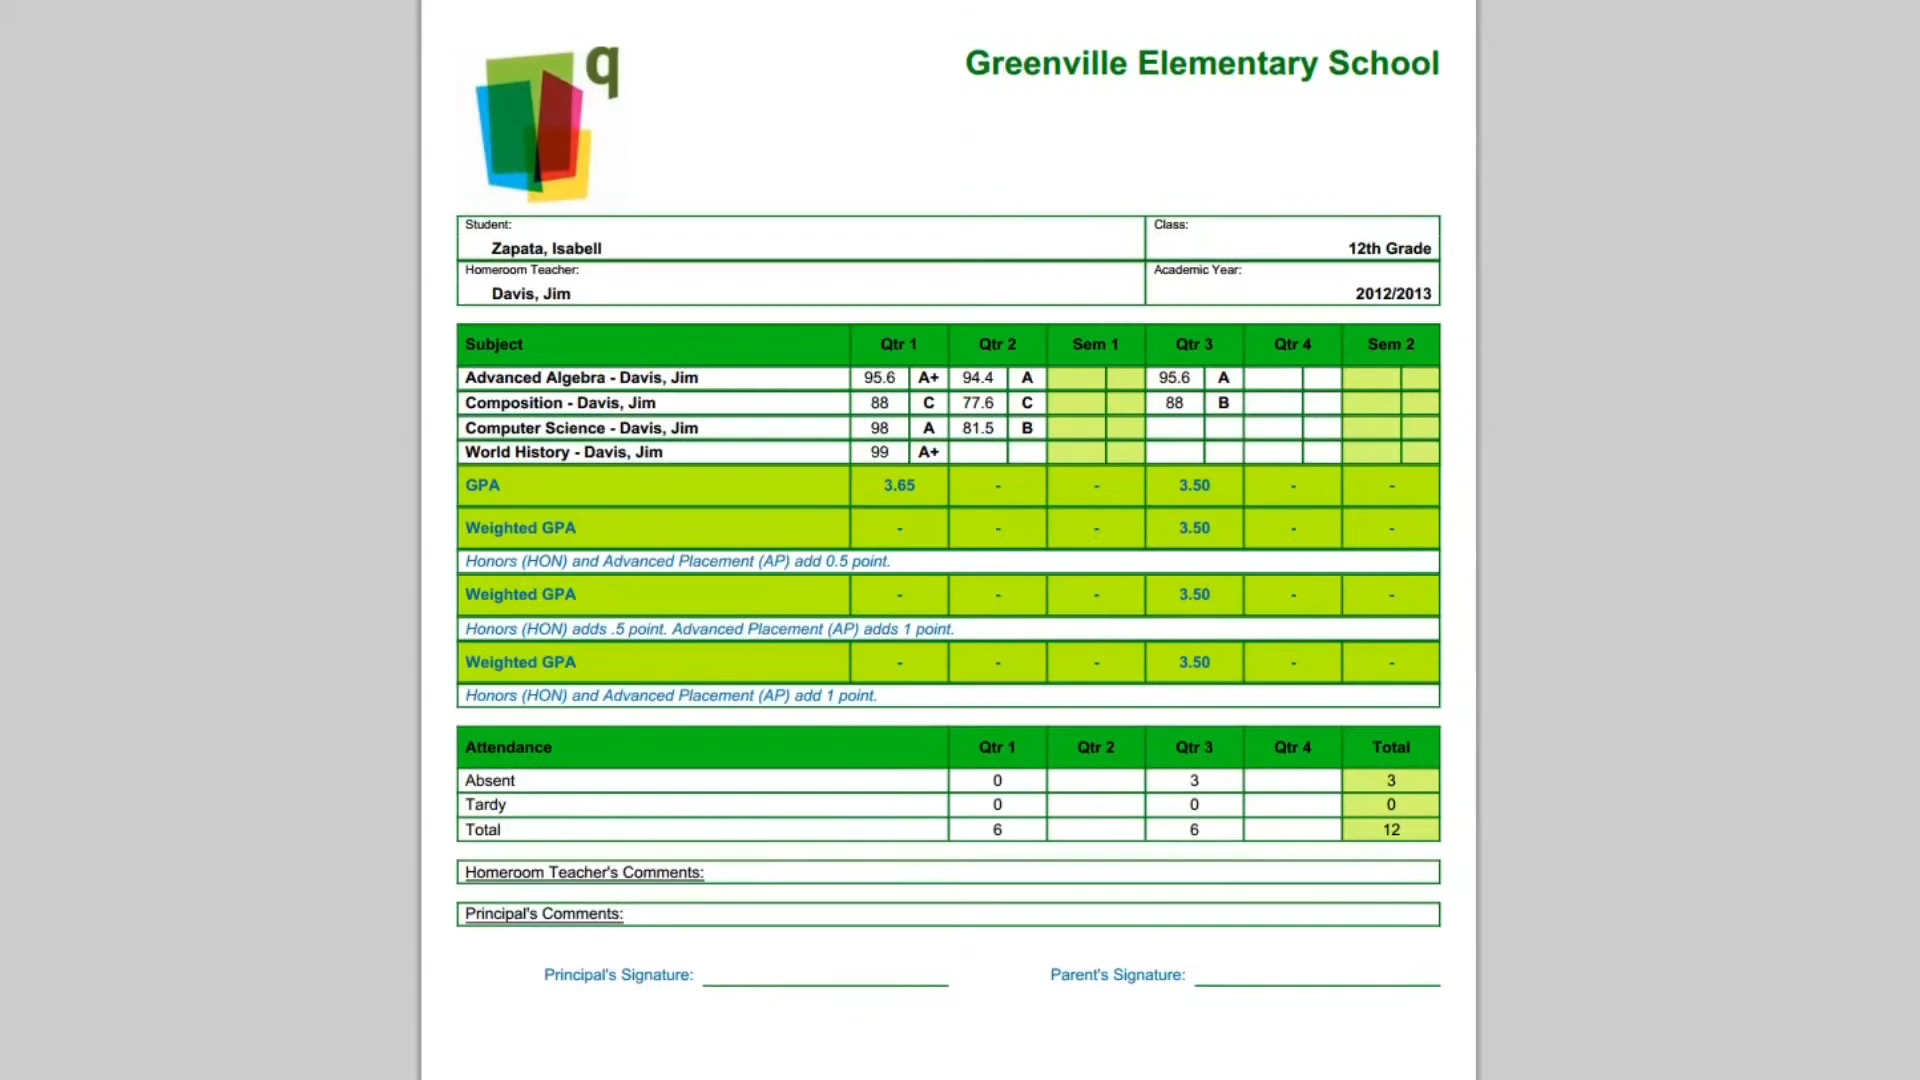 q
Greenville Elementary School
Student:
Zapata, Isabell
Class:
12th Grade
Homeroom Teacher:
Davis, Jim
Academic Year:
2012/2013
Subject Qtr 1 Qtr 2 Sem 1 Qtr 3 Qtr 4 Sem 2
Advanced Algebra - Davis, Jim 95.6 A+ 94.4 A 95.6 A
Composition - Davis, Jim 88 C 77.6 C 88 B
Computer Science - Davis, Jim 98 A 81.5 B
World History - Davis, Jim 99 A+
GPA 3.65 - - 3.50 - -
Weighted GPA - - - 3.50 - -
Honors (HON) and Advanced Placement (AP) add 0.5 point.
Weighted GPA - - - 3.50 - -
Honors (HON) adds .5 point. Advanced Placement (AP) adds 1 point.
Weighted GPA - - - 3.50 - -
Honors (HON) and Advanced Placement (AP) add 1 point.
Attendance Qtr 1 Qtr 2 Qtr 3 Qtr 4 Total
Absent 0 3 3
Tardy 0 0 0
Total 6 6 12
Homeroom Teacher's Comments:
Principal's Comments:
Principal's Signature: Parent's Signature: